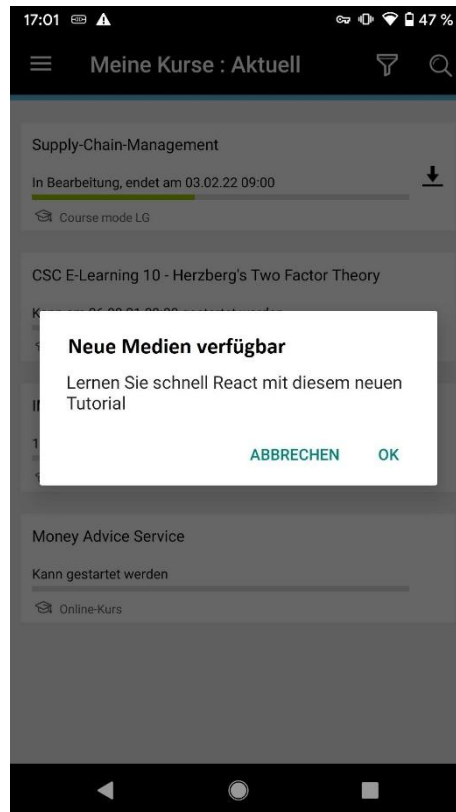 17:01
47 %
Meine Kurse : Aktuell
Supply-Chain-Management
In Bearbeitung, endet am 03.02.22 09:00
Course mode LG
CSC E-Learning 10 - Herzberg's Two Factor Theory
Neue Medien verfügbar
Lernen Sie schnell React mit diesem neuen
Tutorial
ABBRECHEN OK
Money Advice Service
Kann gestartet werden
Online-Kurs